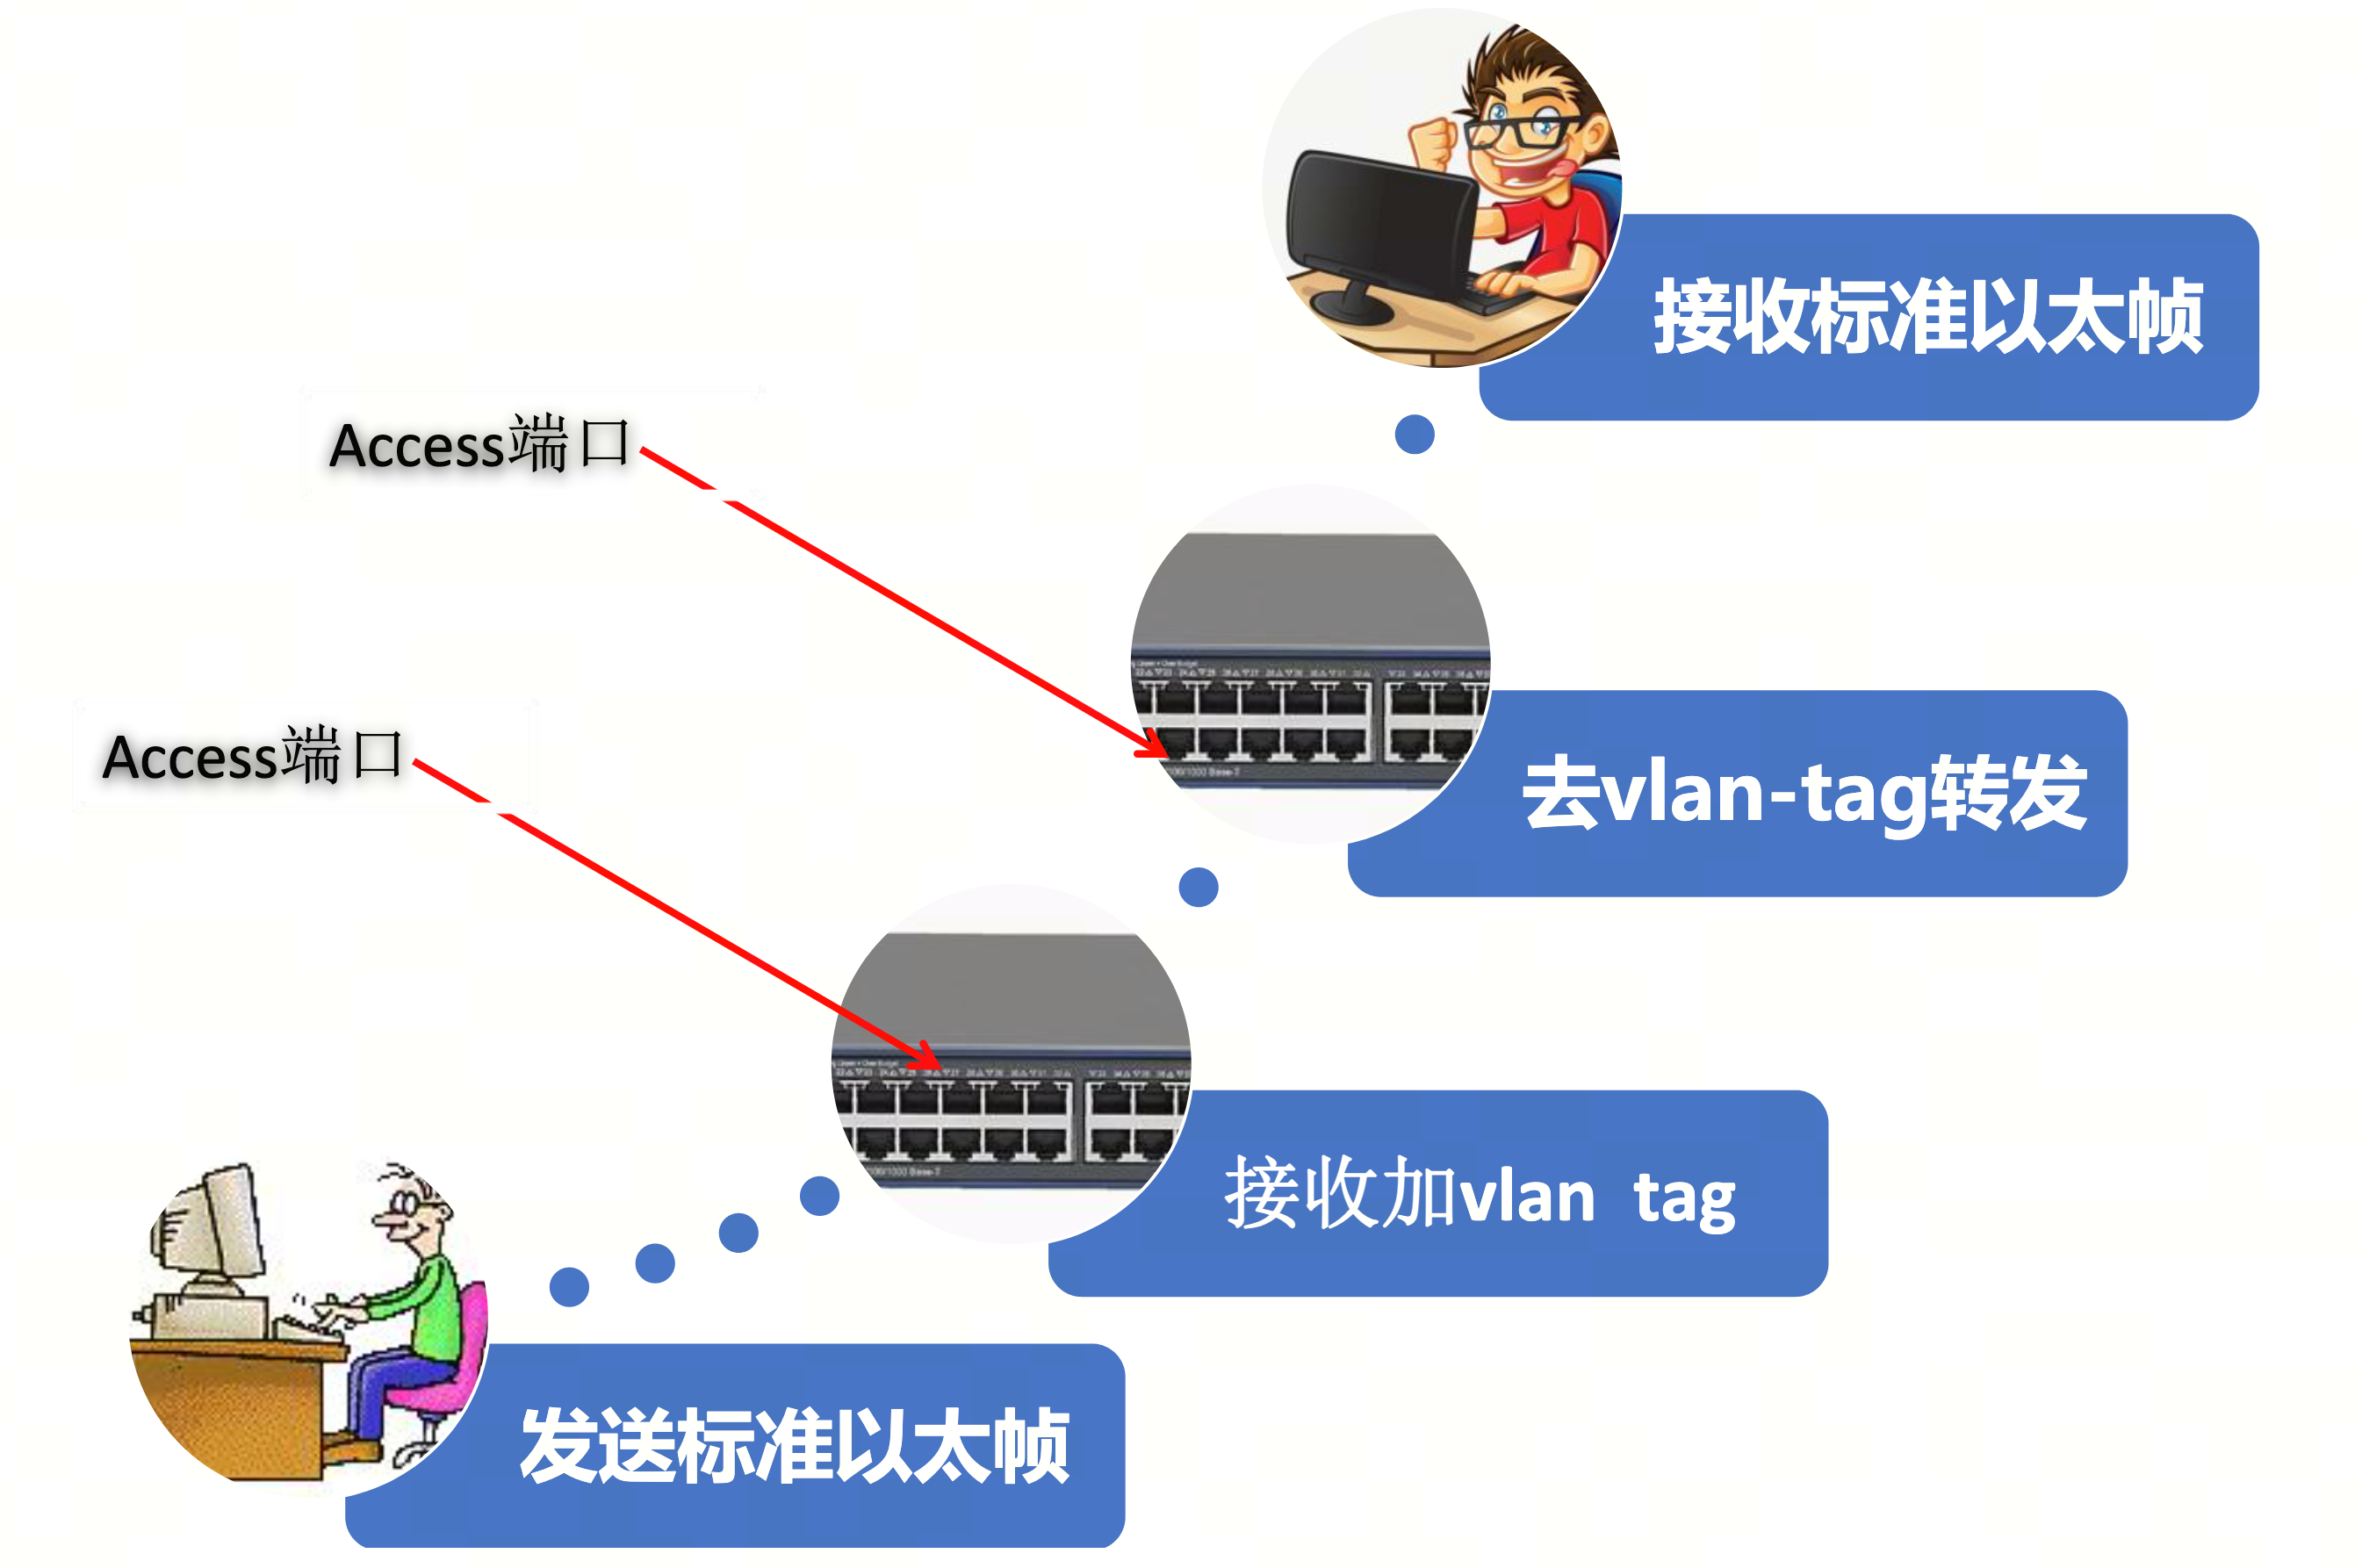 接收标准以太帧
Access端口
去vlan-tag转发
Access端口
接收加vlan tag
发送标准以太帧